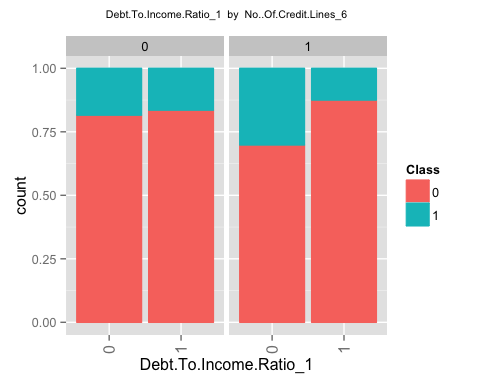 Debt.To.Income.Ratio_1 by No..Of.Credit.Lines_6
0 1
1.00
0.75
0.50
0.25
0.00
count
0 1 0 1
Debt.To.Income.Ratio_1
Class
0
1